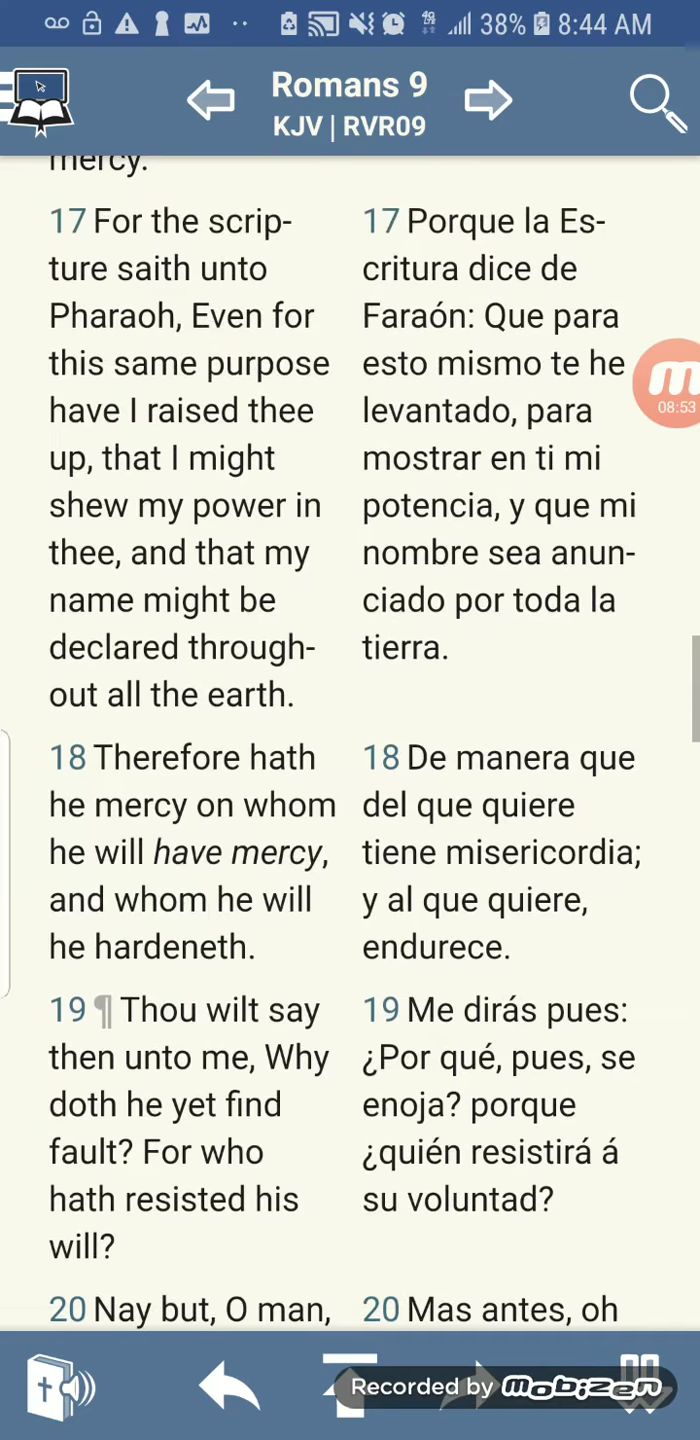 38% 8:44 AM
Romans 9
KJV | RVR09
mercy.
17 For the scrip-
ture saith unto
Pharaoh, Even for
this same purpose
have I raised thee
up, that I might
shew my power in
thee, and that my
name might be
declared through-
out all the earth.
17 Porque la Es-
critura dice de
Faraón: Que para
esto mismo te he
levantado, para
mostrar en ti mi
potencia, y que mi
nombre sea anun-
ciado por toda la
tierra.
08:53
18 Therefore hath
he mercy on whom
he will have mercy,
and whom he will
he hardeneth.
18 De manera que
del que quiere
tiene misericordia;
y al que quiere,
endurece.
19 ¶ Thou wilt say
then unto me, Why
doth he yet find
fault? For who
hath resisted his
will?
19 Me dirás pues:
¿Por qué, pues, se
enoja? porque
¿quién resistirá á
su voluntad?
20 Nay but, O man,
20 Mas antes, oh
Recorded by mobizen